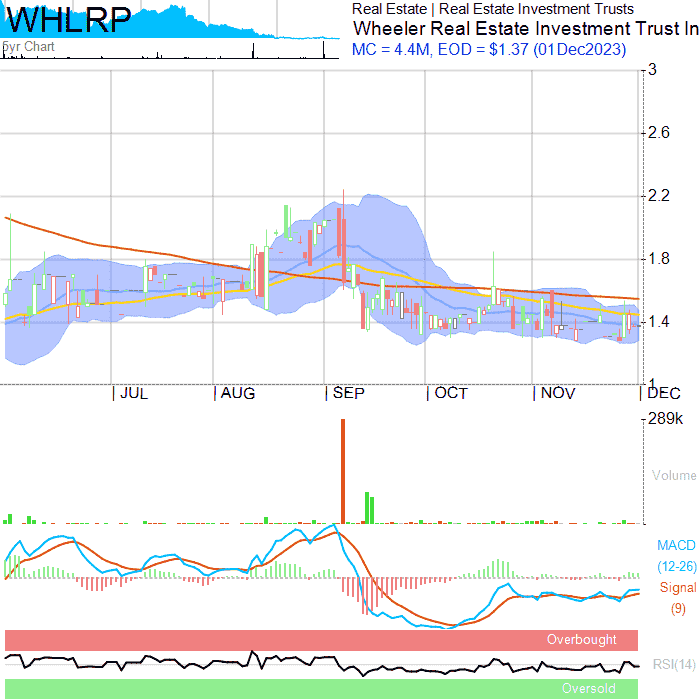 WHLRP
5yr Chart
Real Estate | Real Estate Investment Trusts
Wheeler Real Estate Investment Trust In
MC = 4.4M, EOD = $1.37 (01Dec2023)
3
2.6
2.2
1.8
1.4
1
JUL AUG SEP OCT NOV DEC
289k
Volume
MACD
(12-26)
Signal
(9)
Overbought
RSI(14)
Oversold